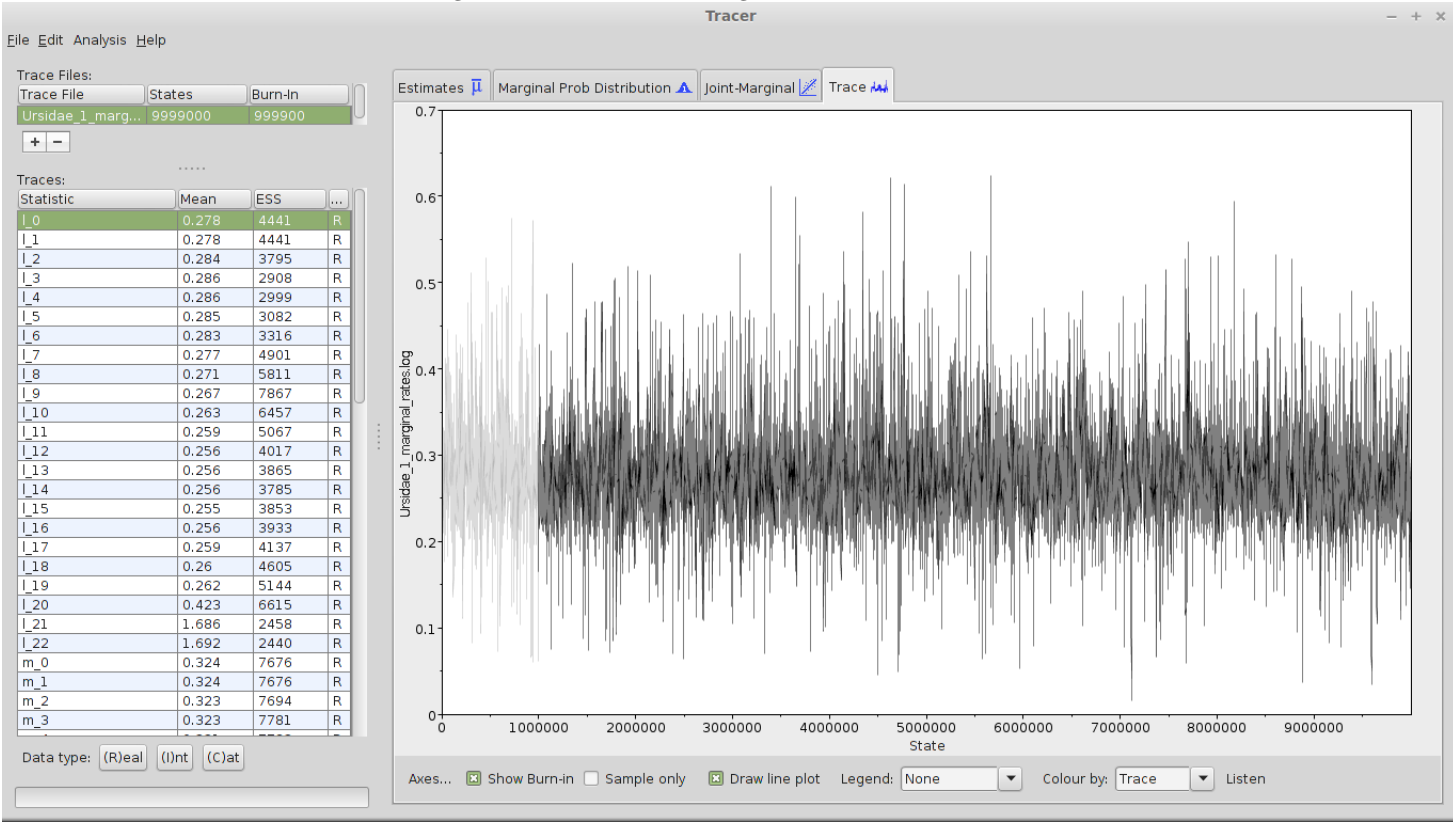 Tracer
File Edit Analysis Help
Trace Files:
Trace File States Burn-In
Ursidae_1_marg... 9999000 999900
+ -
Traces:
Statistic Mean ESS ...
l_0 0.278 4441 R
l_1 0.278 4441 R
l_2 0.284 3795 R
l_3 0.286 2908 R
l_4 0.286 2999 R
l_5 0.285 3082 R
l_6 0.283 3316 R
l_7 0.277 4901 R
l_8 0.271 5811 R
l_9 0.267 7867 R
l_10 0.263 6457 R
l_11 0.259 5067 R
l_12 0.256 4017 R
l_13 0.256 3865 R
l_14 0.256 3785 R
l_15 0.255 3853 R
l_16 0.256 3933 R
l_17 0.259 4137 R
l_18 0.26 4605 R
l_19 0.262 5144 R
l_20 0.423 6615 R
l_21 1.686 2458 R
l_22 1.692 2440 R
m_0 0.324 7676 R
m_1 0.324 7676 R
m_2 0.323 7694 R
m_3 0.323 7781 R
Data type: (R)eal (I)nt (C)at
Estimates μ Marginal Prob Distribution Joint-Marginal Trace
0.7
0.6
0.5
0.4
0.3
0.2
0.1
0
Ursidae_1_marginal_rates.log
0 1000000 2000000 3000000 4000000 5000000 6000000 7000000 8000000 9000000
State
Axes... Show Burn-in Sample only Draw line plot Legend: None Colour by: Trace Listen